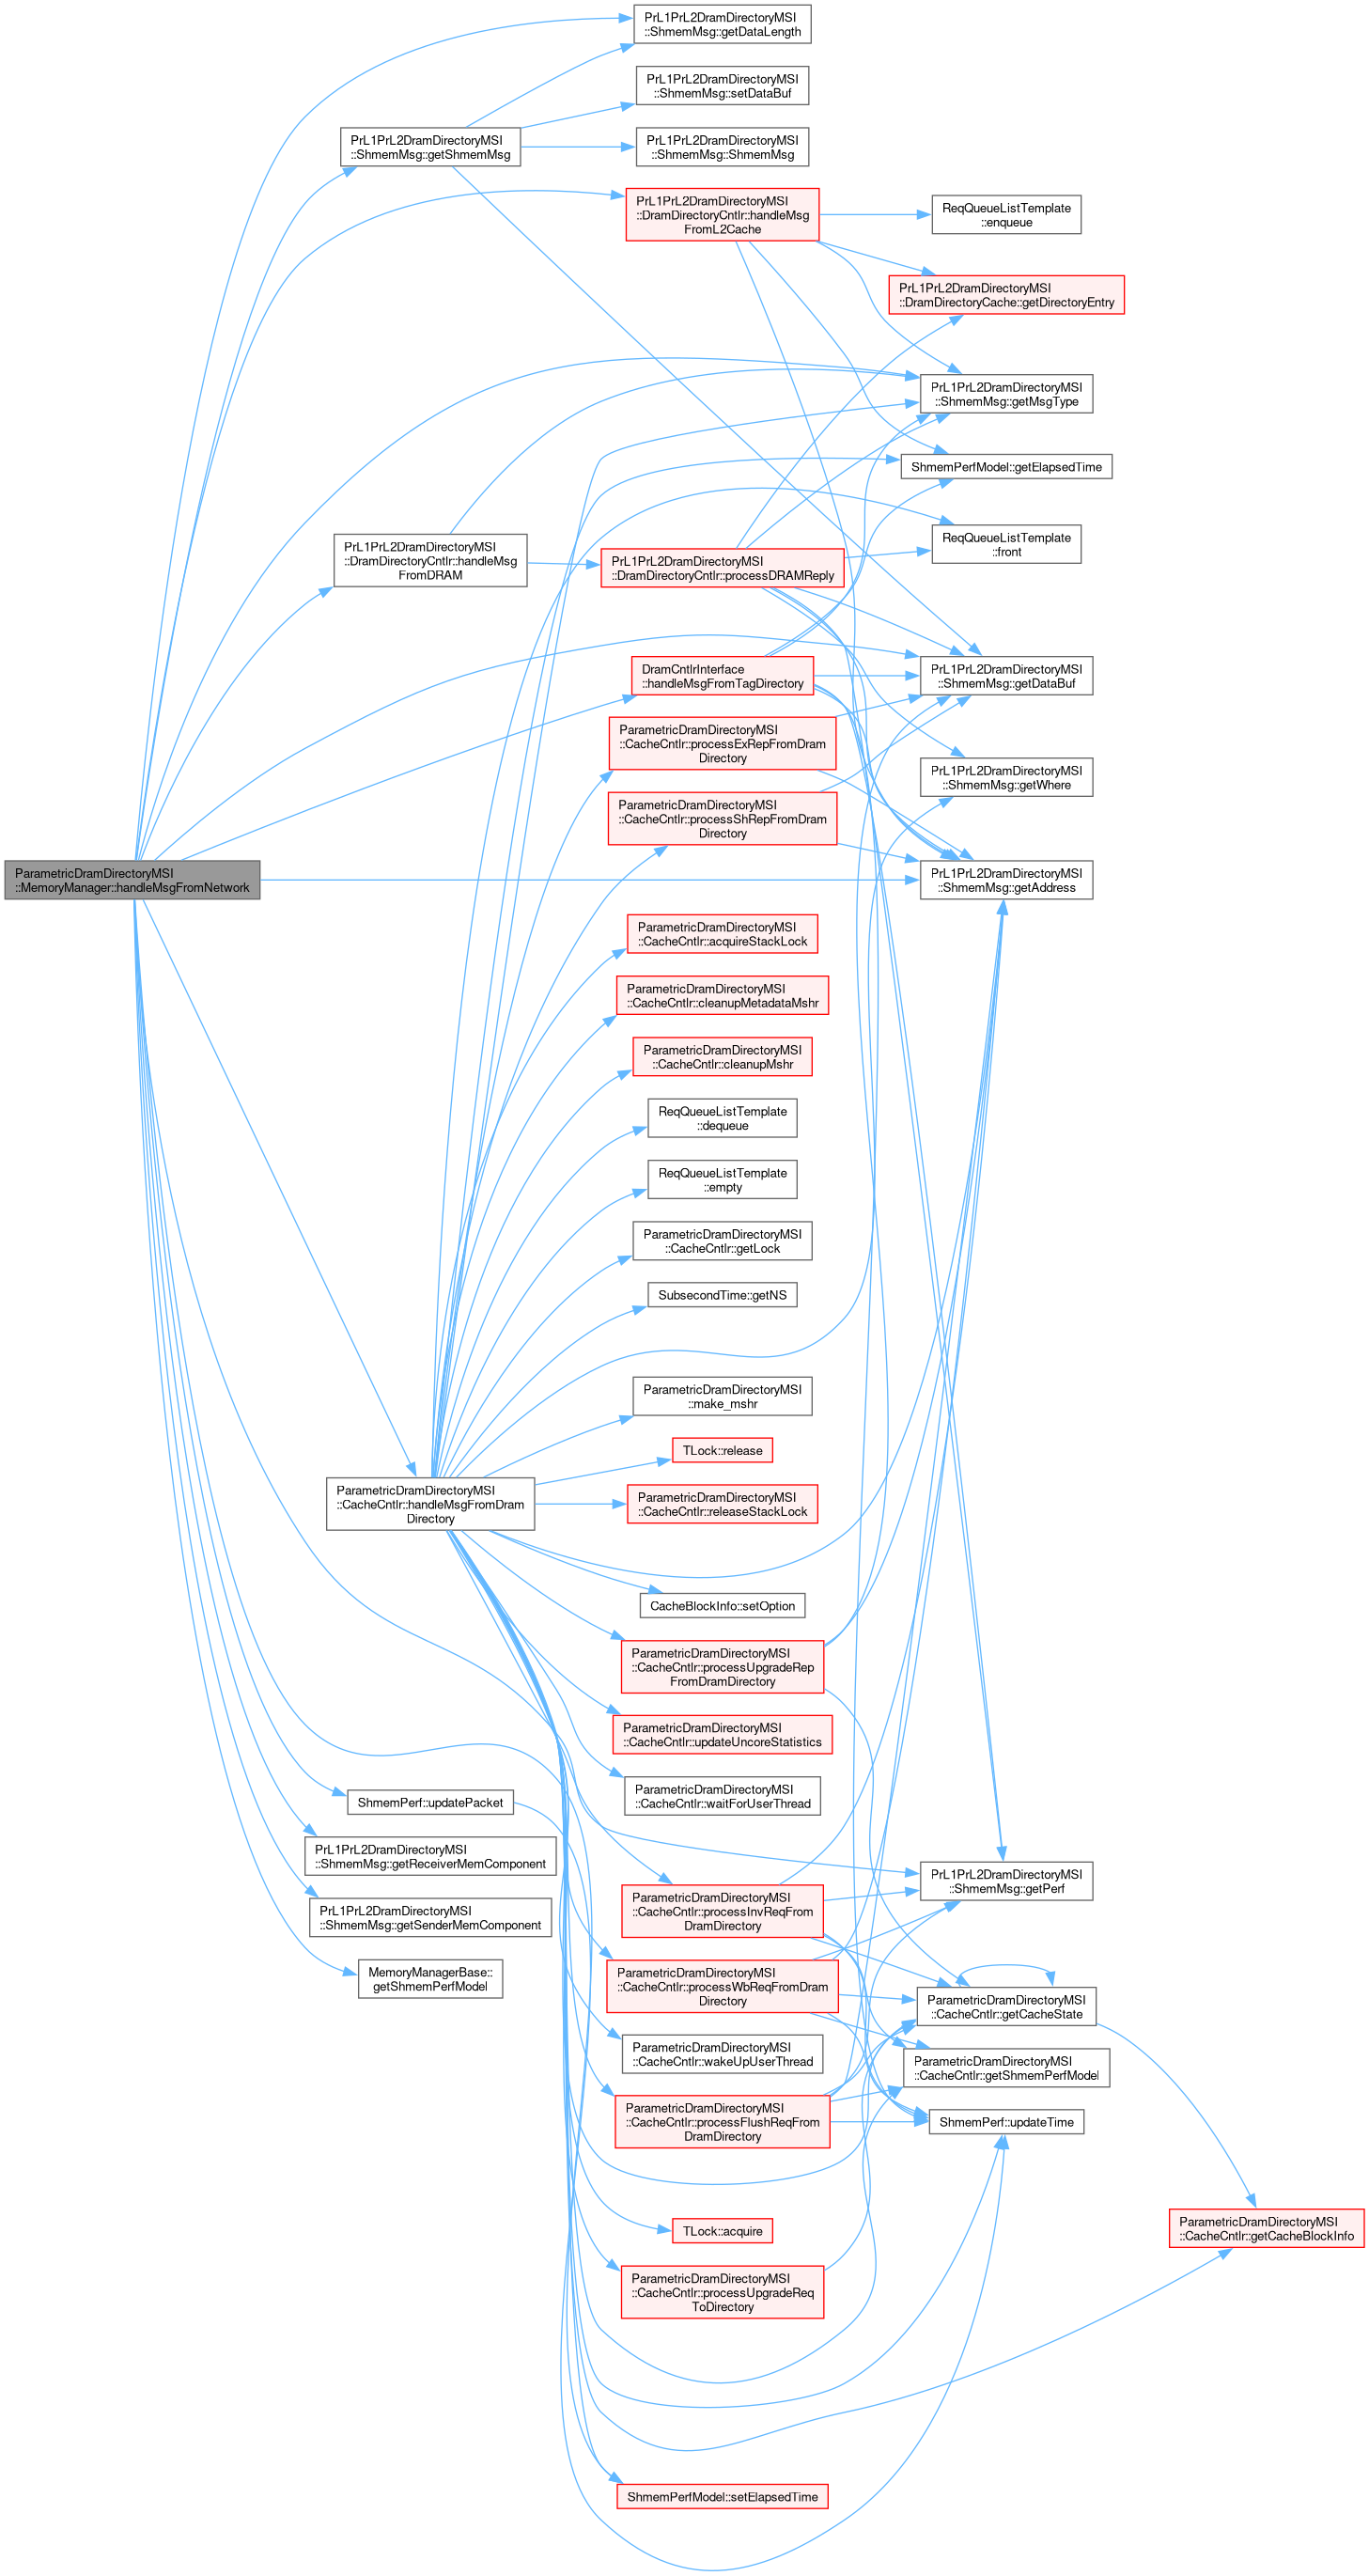 PrL1PrL2DramDirectoryMSI
::ShmemMsg::getDataLength
PrL1PrL2DramDirectoryMSI
::ShmemMsg::setDataBuf
PrL1PrL2DramDirectoryMSI
::ShmemMsg::getShmemMsg
PrL1PrL2DramDirectoryMSI
::ShmemMsg::ShmemMsg
PrL1PrL2DramDirectoryMSI
::DramDirectoryCntlr::handleMsg
FromL2Cache
ReqQueueListTemplate
::enqueue
PrL1PrL2DramDirectoryMSI
::DramDirectoryCache::getDirectoryEntry
PrL1PrL2DramDirectoryMSI
::ShmemMsg::getMsgType
ShmemPerfModel::getElapsedTime
ReqQueueListTemplate
::front
PrL1PrL2DramDirectoryMSI
::DramDirectoryCntlr::handleMsg
FromDRAM
PrL1PrL2DramDirectoryMSI
::DramDirectoryCntlr::processDRAMReply
DramCntlrInterface
::handleMsgFromTagDirectory
PrL1PrL2DramDirectoryMSI
::ShmemMsg::getDataBuf
ParametricDramDirectoryMSI
::CacheCntlr::processExRepFromDram
Directory
PrL1PrL2DramDirectoryMSI
::ShmemMsg::getWhere
ParametricDramDirectoryMSI
::CacheCntlr::processShRepFromDram
Directory
ParametricDramDirectoryMSI
::MemoryManager::handleMsgFromNetwork
PrL1PrL2DramDirectoryMSI
::ShmemMsg::getAddress
ParametricDramDirectoryMSI
::CacheCntlr::acquireStackLock
ParametricDramDirectoryMSI
::CacheCntlr::cleanupMetadataMshr
ParametricDramDirectoryMSI
::CacheCntlr::cleanupMshr
ReqQueueListTemplate
::dequeue
ReqQueueListTemplate
::empty
ParametricDramDirectoryMSI
::CacheCntlr::getLock
SubsecondTime::getNS
ParametricDramDirectoryMSI
::make_mshr
TLock::release
ParametricDramDirectoryMSI
::CacheCntlr::handleMsgFromDram
Directory
ParametricDramDirectoryMSI
::CacheCntlr::releaseStackLock
CacheBlockInfo::setOption
ParametricDramDirectoryMSI
::CacheCntlr::processUpgradeRep
FromDramDirectory
ParametricDramDirectoryMSI
::CacheCntlr::updateUncoreStatistics
ParametricDramDirectoryMSI
::CacheCntlr::waitForUserThread
ShmemPerf::updatePacket
PrL1PrL2DramDirectoryMSI
::ShmemMsg::getReceiverMemComponent
PrL1PrL2DramDirectoryMSI
::ShmemMsg::getSenderMemComponent
MemoryManagerBase::
getShmemPerfModel
PrL1PrL2DramDirectoryMSI
::ShmemMsg::getPerf
ParametricDramDirectoryMSI
::CacheCntlr::processInvReqFrom
DramDirectory
ParametricDramDirectoryMSI
::CacheCntlr::processWbReqFromDram
Directory
ParametricDramDirectoryMSI
::CacheCntlr::getCacheState
ParametricDramDirectoryMSI
::CacheCntlr::wakeUpUserThread
ParametricDramDirectoryMSI
::CacheCntlr::getShmemPerfModel
ParametricDramDirectoryMSI
::CacheCntlr::processFlushReqFrom
DramDirectory
ShmemPerf::updateTime
TLock::acquire
ParametricDramDirectoryMSI
::CacheCntlr::getCacheBlockInfo
ParametricDramDirectoryMSI
::CacheCntlr::processUpgradeReq
ToDirectory
ShmemPerfModel::setElapsedTime